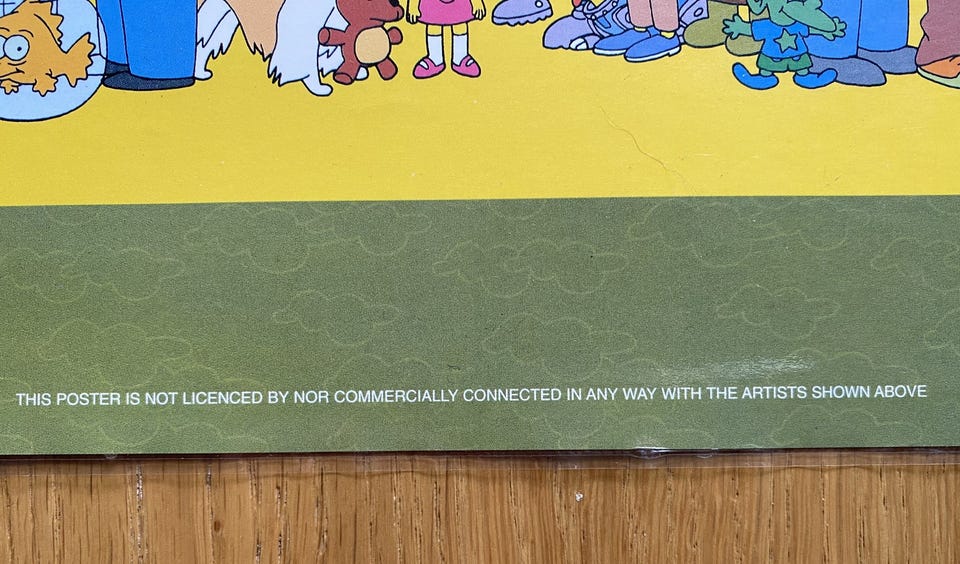 THIS POSTER IS NOT LICENCED BY NOR COMMERCIALLY CONNECTED IN ANY WAY WITH THE ARTISTS SHOWN ABOVE